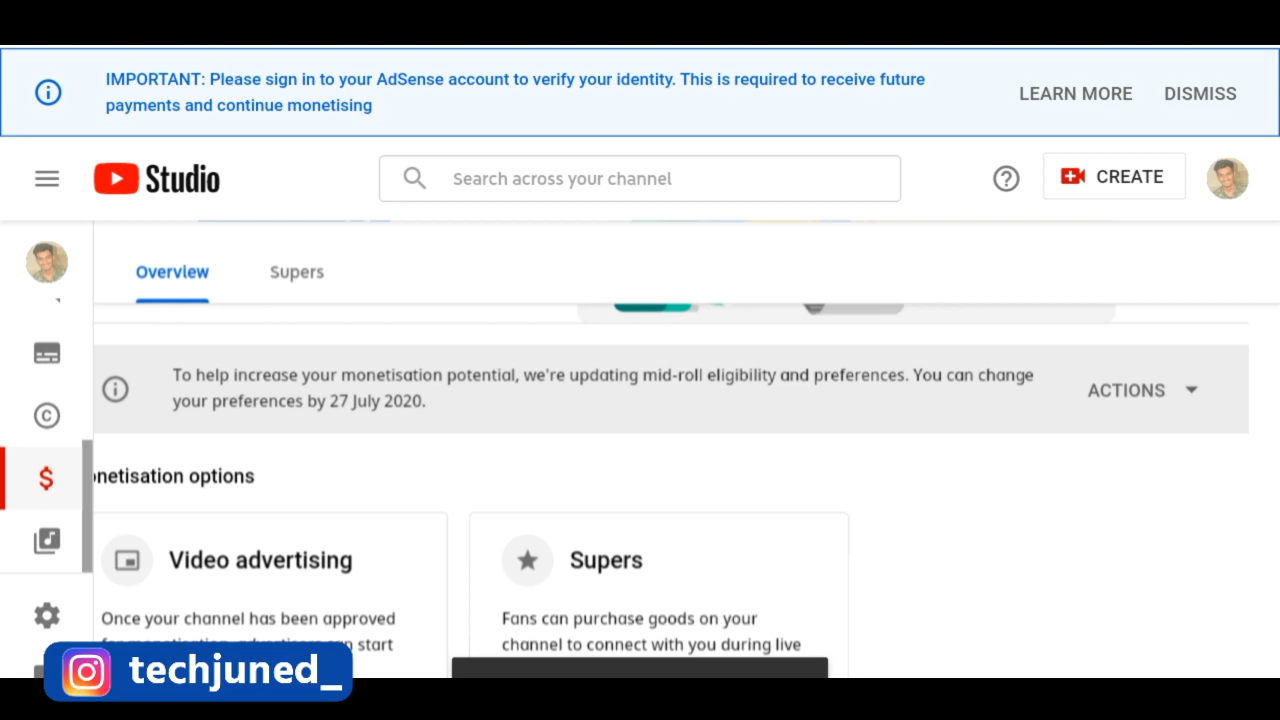 IMPORTANT: Please sign in to your AdSense account to verify your identity. This is required to receive future
payments and continue monetising
LEARN MORE
DISMISS
Studio
Search across your channel
CREATE
Overview
Supers
To help increase your monetisation potential, we're updating mid-roll eligibility and preferences. You can change
your preferences by 27 July 2020.
ACTIONS
onetisation options
Video advertising
Once your channel has been approved
start
Supers
Fans can purchase goods on your
channel to connect with you during live
techjuned_